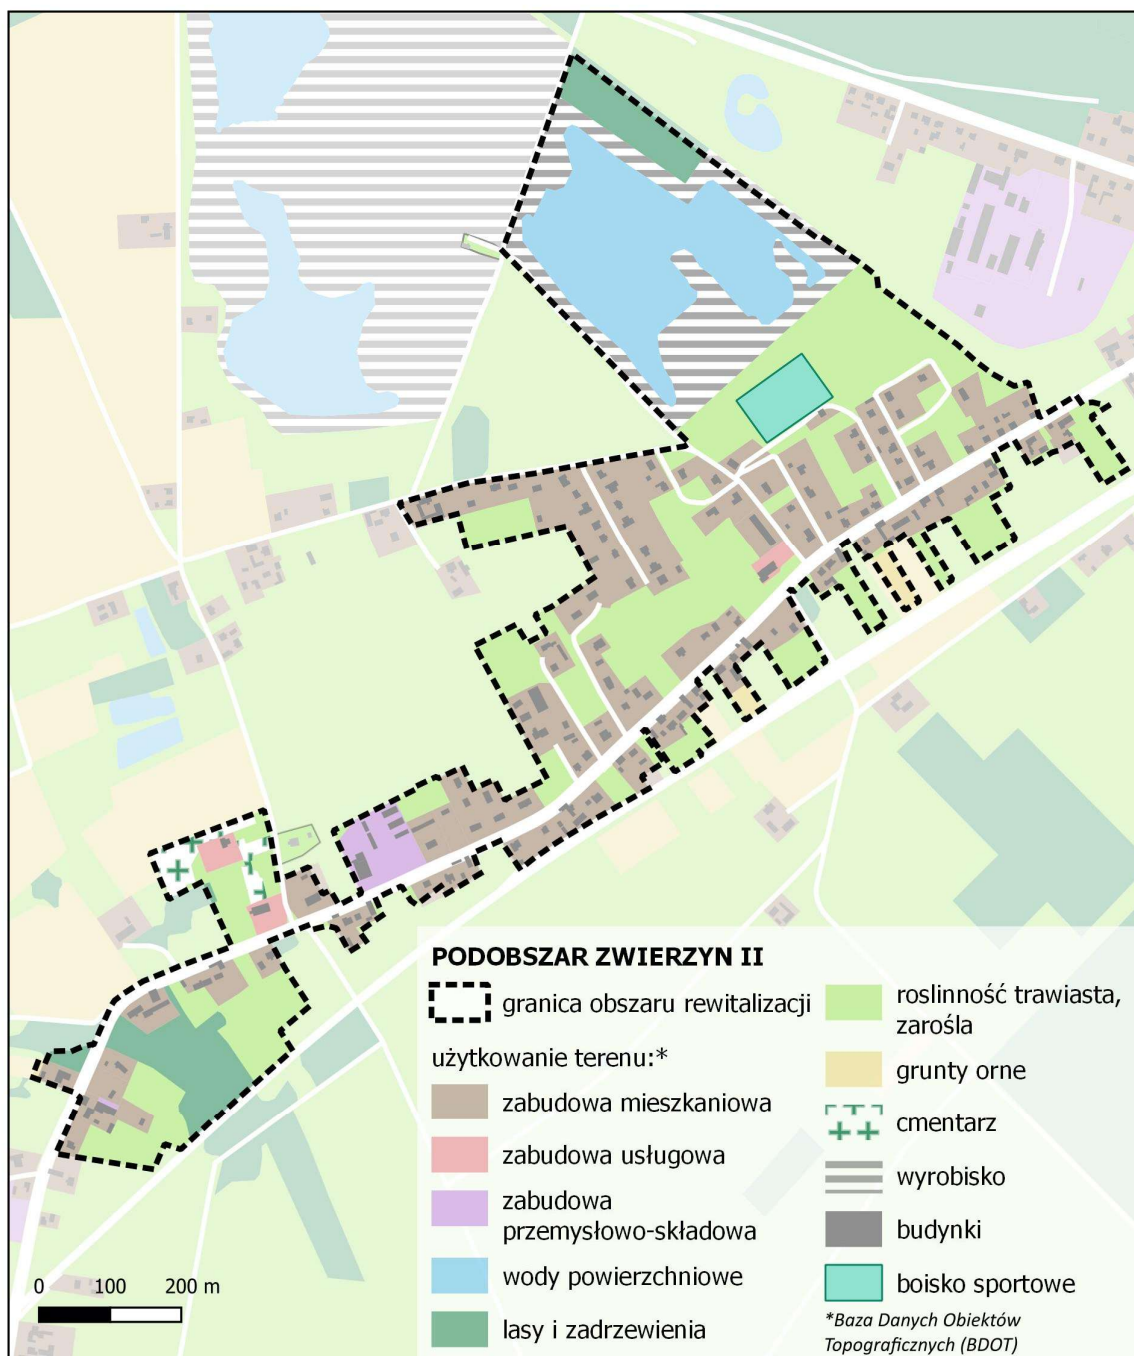 PODOBSZAR ZWIERZYN II
granica obszaru rewitalizacji
użytkowanie terenu:*
zabudowa mieszkaniowa
zabudowa usługowa
zabudowa
przemysłowo-składowa
wody powierzchniowe
lasy i zadrzewienia
roslinność trawiasta,
zarośla
grunty orne
cmentarz
wyrobisko
budynki
boisko sportowe
*Baza Danych Obiektów
Topograficznych (BDOT)
0 100 200 m